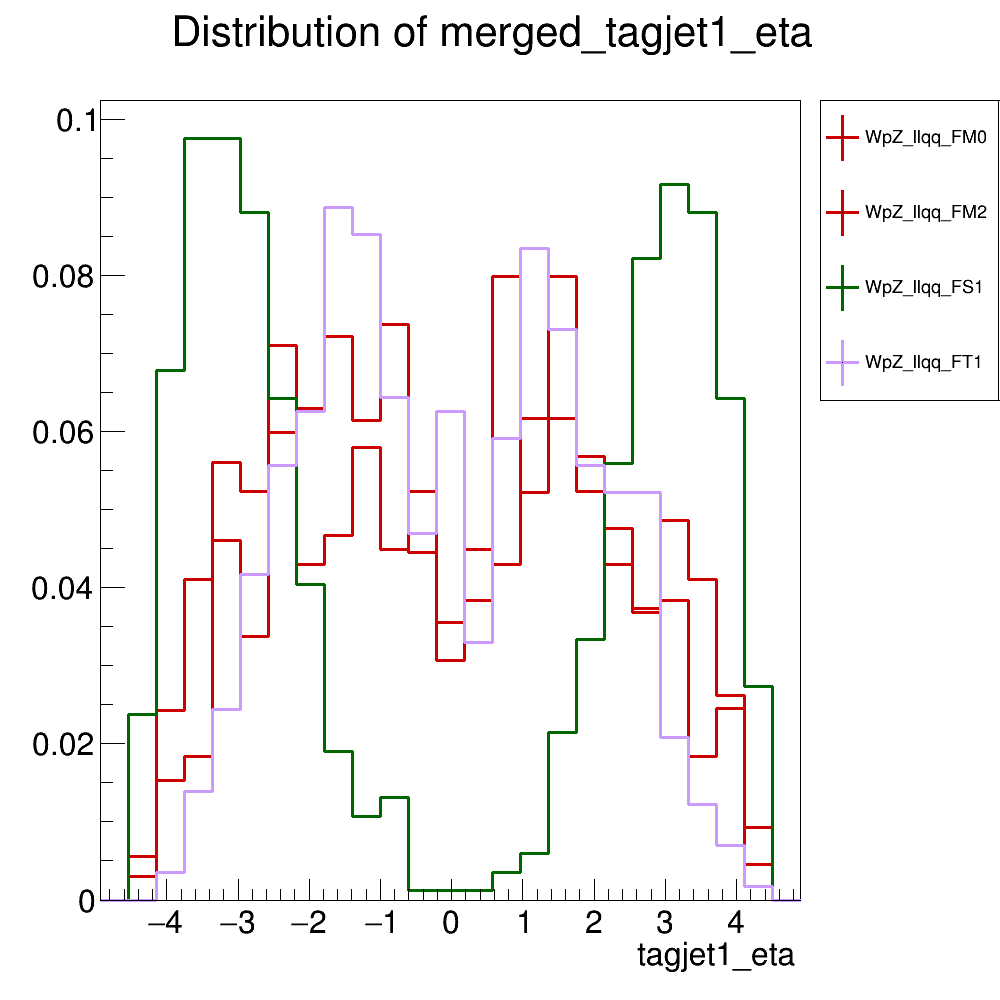 Distribution of merged_tagjet1_eta
0.1
0.08
0.06
0.04
0.02
0
−4 −3 −2 −1 0 1 2 3 4
tagjet1_eta
WpZ_llqq_FM0
WpZ_llqq_FM2
WpZ_llqq_FS1
WpZ_llqq_FT1